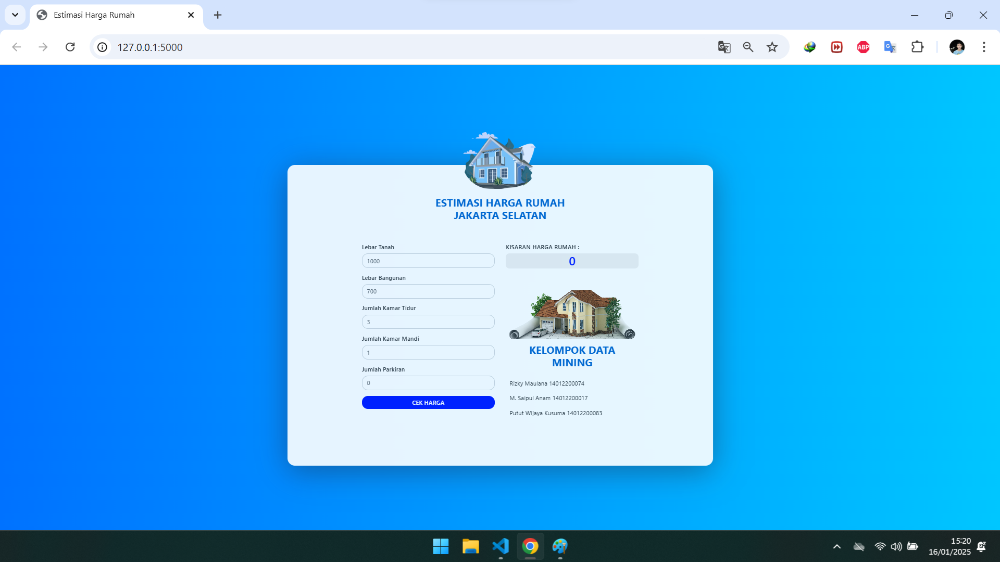 Estimasi Harga Rumah
127.0.0.1:5000
ABP
ESTIMASI HARGA RUMAH
JAKARTA SELATAN
Lebar Tanah
1000
Lebar Bangunan
700
Jumlah Kamar Tidur
3
Jumlah Kamar Mandi
1
Jumlah Parkiran
0
CEK HARGA
KISARAN HARGA RUMAH :
0
KELOMPOK DATA
MINING
Rizky Maulana 14012200074
M. Saipul Anam 14012200017
Putut Wijaya Kusuma 14012200083
15:20
16/01/2025